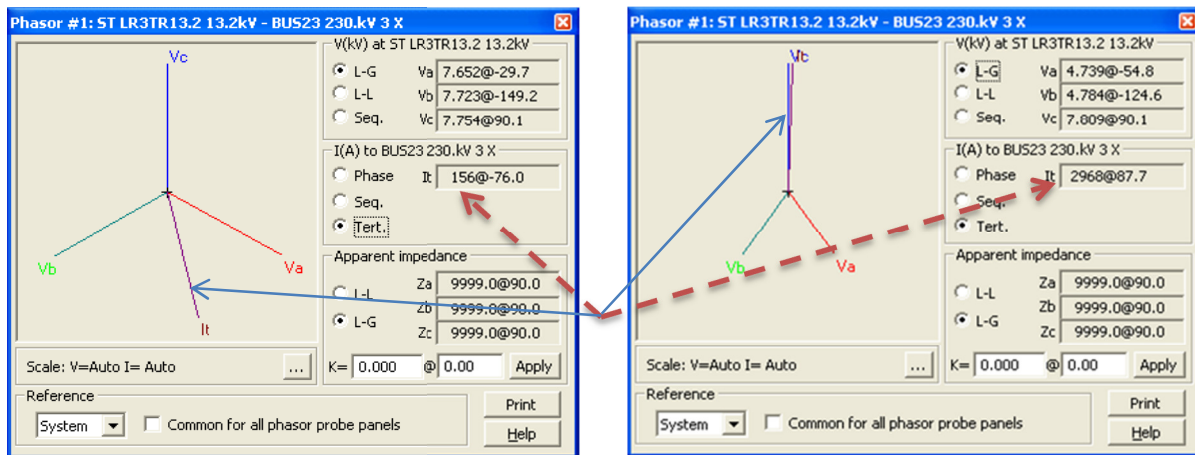 Phasor #1: ST LR3TR13.2 13.2kV - BUS23 230.kV 3 X
Vc
Vb
Va
It
V(kV) at ST LR3TR13.2 13.2kV
L-G Va 7.652@-29.7
L-L Vb 7.723@-149.2
Seq. Vc 7.754@90.1
I(A) to BUS23 230.kV 3 X
Phase It 156@-76.0
Seq.
Tert.
Apparent impedance
Za 9999.0@90.0
L-L
Zb 9999.0@90.0
L-G
Zc 9999.0@90.0
Scale: V=Auto I= Auto ...
K= 0.000 @ 0.00 Apply
Reference
System Common for all phasor probe panels
Print
Help
Phasor #1: ST LR3TR13.2 13.2kV - BUS23 230.kV 3 X
Vb
Va
V(kV) at ST LR3TR13.2 13.2kV
L-G Va 4.739@-54.8
L-L Vb 4.784@-124.6
Seq. Vc 7.809@90.1
I(A) to BUS23 230.kV 3 X
Phase It 2968@87.7
Seq.
Tert.
Apparent impedance
Za 9999.0@90.0
L-L
Zb 9999.0@90.0
L-G
Zc 9999.0@90.0
Scale: V=Auto I= Auto ...
K= 0.000 @ 0.00 Apply
Reference
System Common for all phasor probe panels
Print
Help